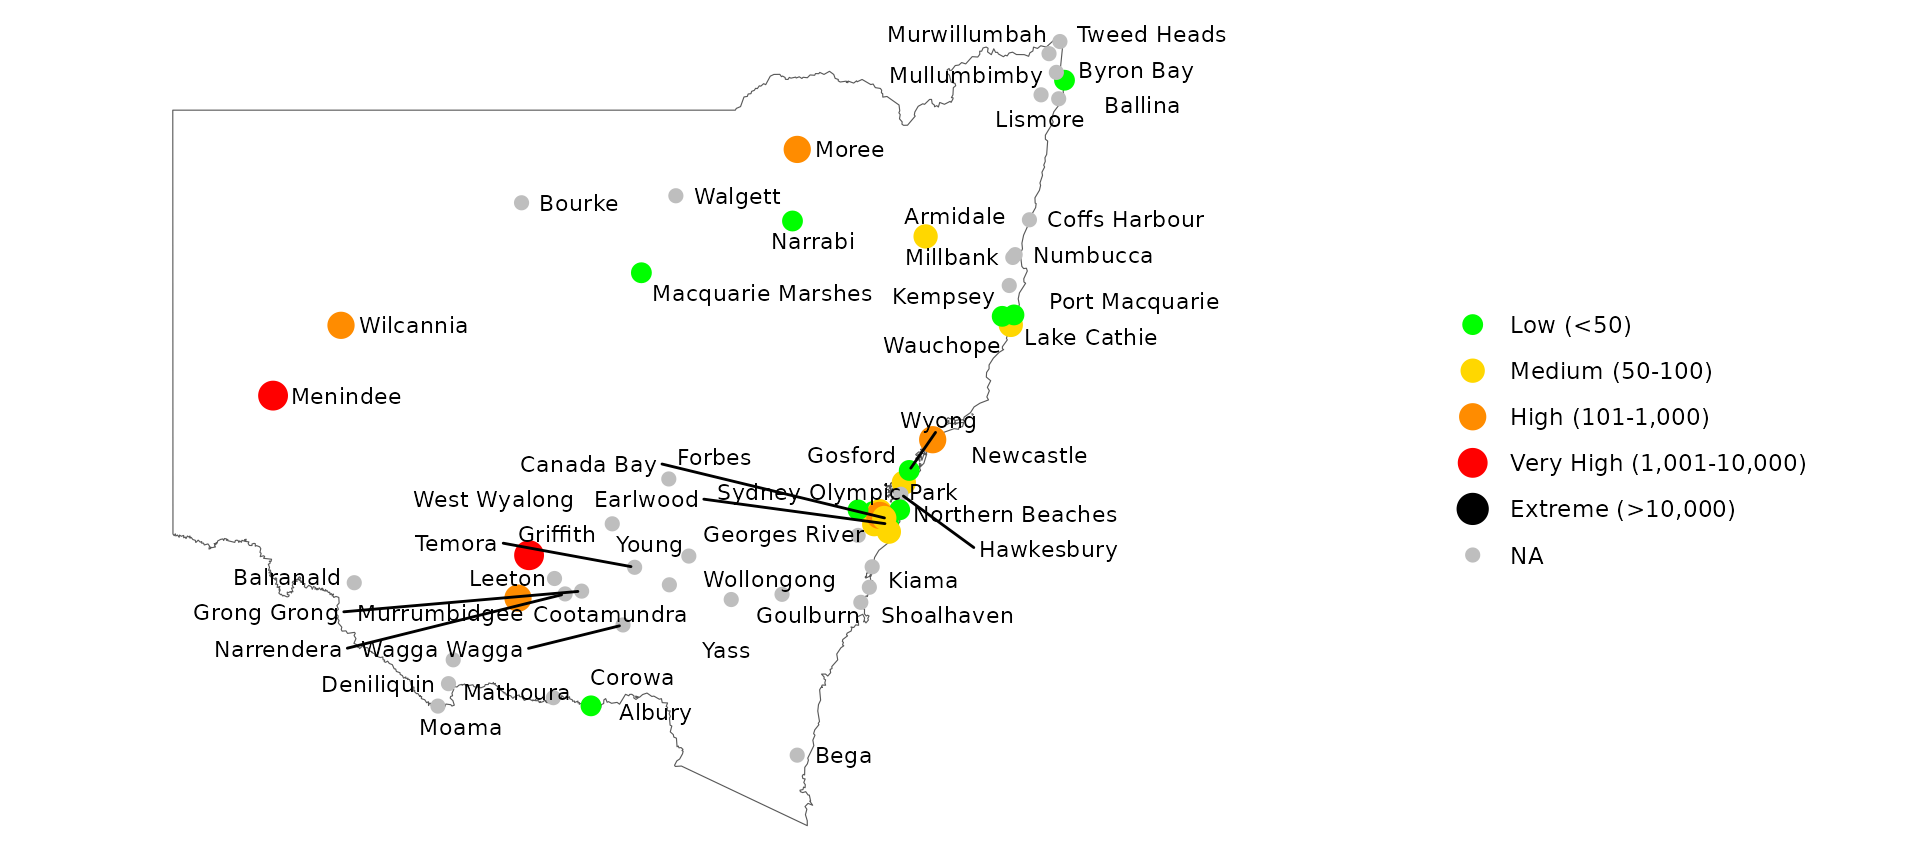 Murwillumbah
Tweed Heads
Mullumbimby
Byron Bay
Ballina
Lismore
Moree
Bourke
Walgett
Narrabi
Armidale
Coffs Harbour
Millbank
Numbucca
Macquarie Marshes
Kempsey
Port Macquarie
Wilcannia
Lake Cathie
Wauchope
Menindee
Wyong
Gosford
Newcastle
Canada Bay
Forbes
West Wyalong
Earlwood
Sydney Olympic Park
Northern Beaches
Temora
Griffith
Young
Georges River
Hawkesbury
Balranald
Leeton
Wollongong
Kiama
Grong Grong
Murrumbidgee
Cootamundra
Goulburn
Shoalhaven
Narrendera
Wagga Wagga
Yass
Deniliquin
Mathoura
Corowa
Albury
Moama
Bega
Low (<50)
Medium (50-100)
High (101-1,000)
Very High (1,001-10,000)
Extreme (>10,000)
NA